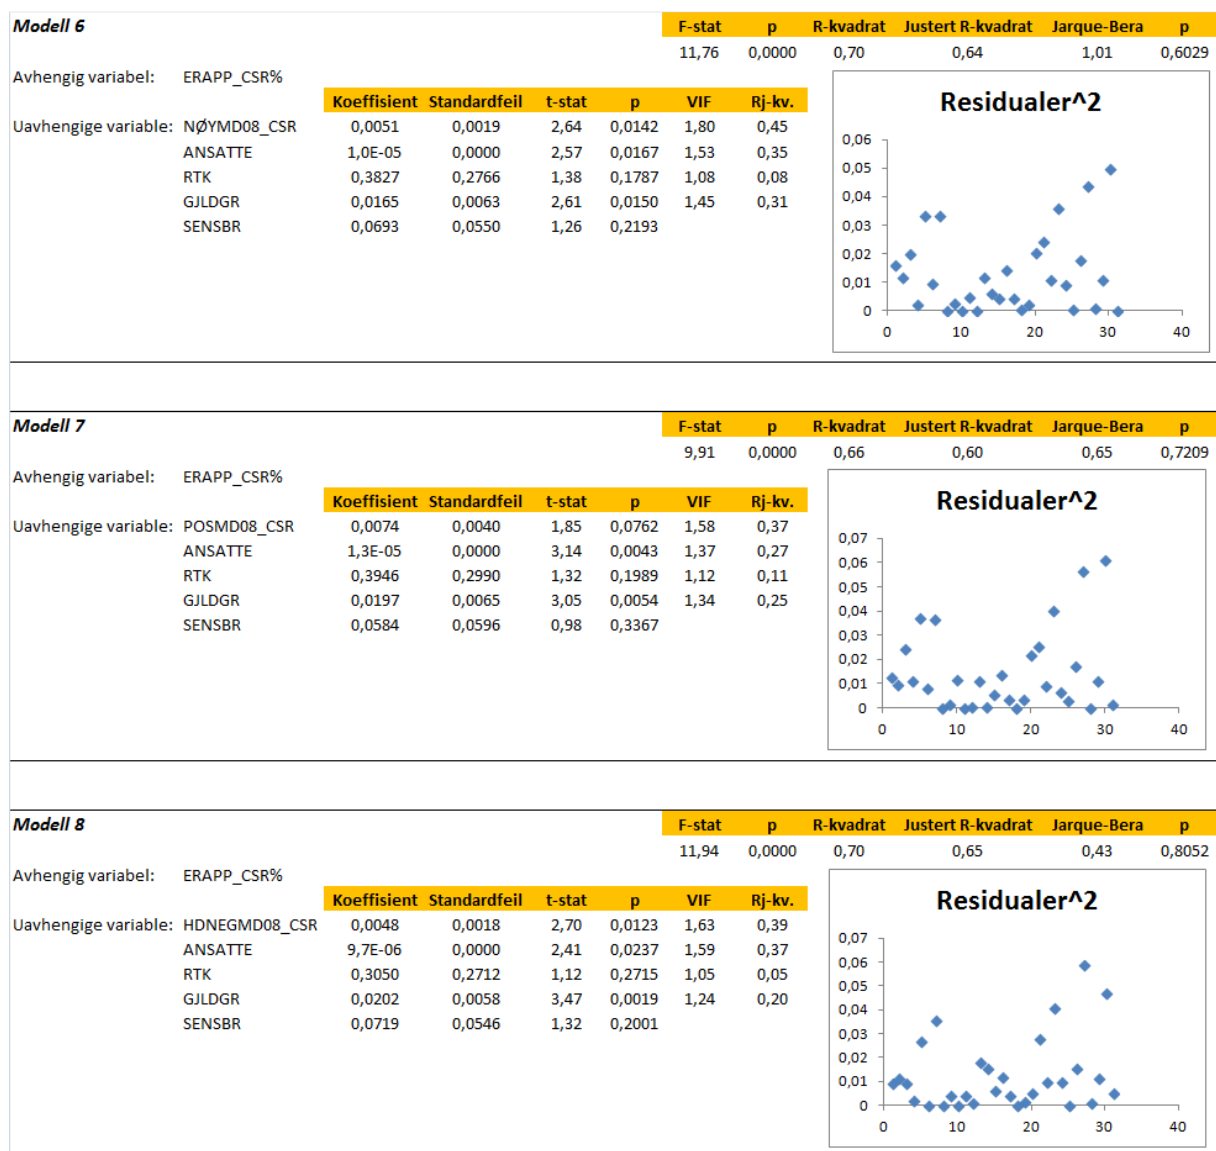 Modell 6 F-stat p R-kvadrat Justert R-kvadrat Jarque-Bera p
11,76 0,0000 0,70 0,64 1,01 0,6029
Avhengig variabel: ERAPP_CSR%
Koeffisient Standardfeil t-stat p VIF Rj-kv.
Uavhengige variable: NØYMD08_CSR 0,0051 0,0019 2,64 0,0142 1,80 0,45
ANSATTE 1,0E-05 0,0000 2,57 0,0167 1,53 0,35
RTK 0,3827 0,2766 1,38 0,1787 1,08 0,08
GJLDGR 0,0165 0,0063 2,61 0,0150 1,45 0,31
SENSBR 0,0693 0,0550 1,26 0,2193
Residualer^2
0,06
0,05
0,04
0,03
0,02
0,01
0
0 10 20 30 40
Modell 7 F-stat p R-kvadrat Justert R-kvadrat Jarque-Bera p
9,91 0,0000 0,66 0,60 0,65 0,7209
Avhengig variabel: ERAPP_CSR%
Koeffisient Standardfeil t-stat p VIF Rj-kv.
Uavhengige variable: POSMD08_CSR 0,0074 0,0040 1,85 0,0762 1,58 0,37
ANSATTE 1,3E-05 0,0000 3,14 0,0043 1,37 0,27
RTK 0,3946 0,2990 1,32 0,1989 1,12 0,11
GJLDGR 0,0197 0,0065 3,05 0,0054 1,34 0,25
SENSBR 0,0584 0,0596 0,98 0,3367
Residualer^2
0,07
0,06
0,05
0,04
0,03
0,02
0,01
0
0 10 20 30 40
Modell 8 F-stat p R-kvadrat Justert R-kvadrat Jarque-Bera p
11,94 0,0000 0,70 0,65 0,43 0,8052
Avhengig variabel: ERAPP_CSR%
Koeffisient Standardfeil t-stat p VIF Rj-kv.
Uavhengige variable: HDNEGMD08_CSR 0,0048 0,0018 2,70 0,0123 1,63 0,39
ANSATTE 9,7E-06 0,0000 2,41 0,0237 1,59 0,37
RTK 0,3050 0,2712 1,12 0,2715 1,05 0,05
GJLDGR 0,0202 0,0058 3,47 0,0019 1,24 0,20
SENSBR 0,0719 0,0546 1,32 0,2001
Residualer^2
0,07
0,06
0,05
0,04
0,03
0,02
0,01
0
0 10 20 30 40